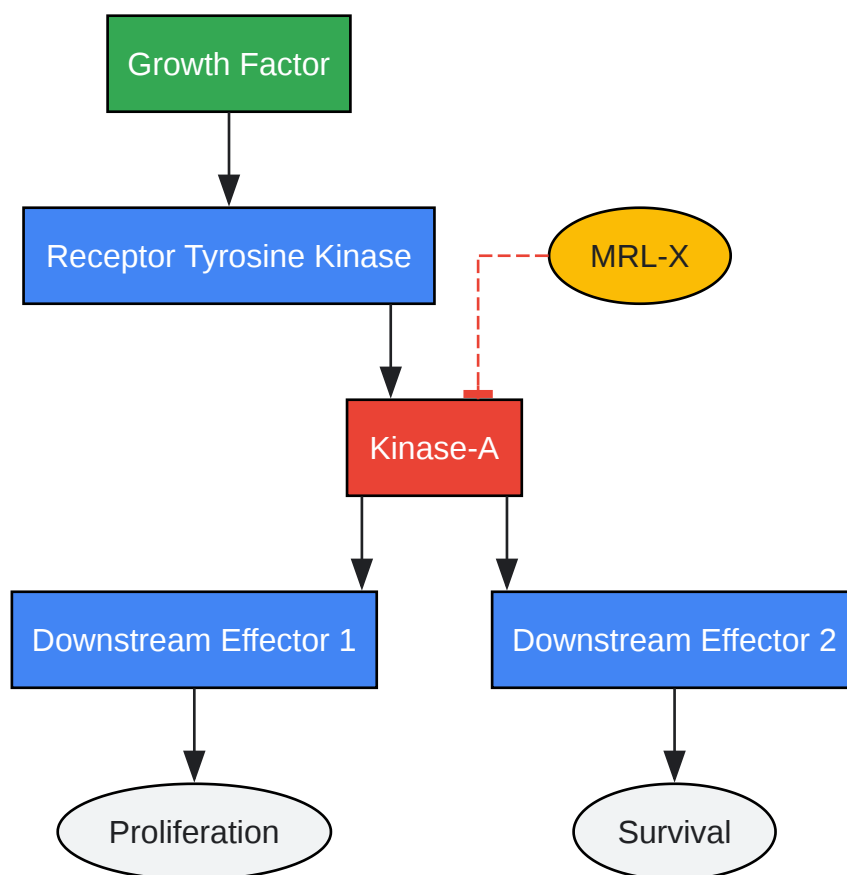 Growth Factor
Receptor Tyrosine Kinase
MRL-X
Kinase-A
Downstream Effector 1
Downstream Effector 2
Proliferation
Survival